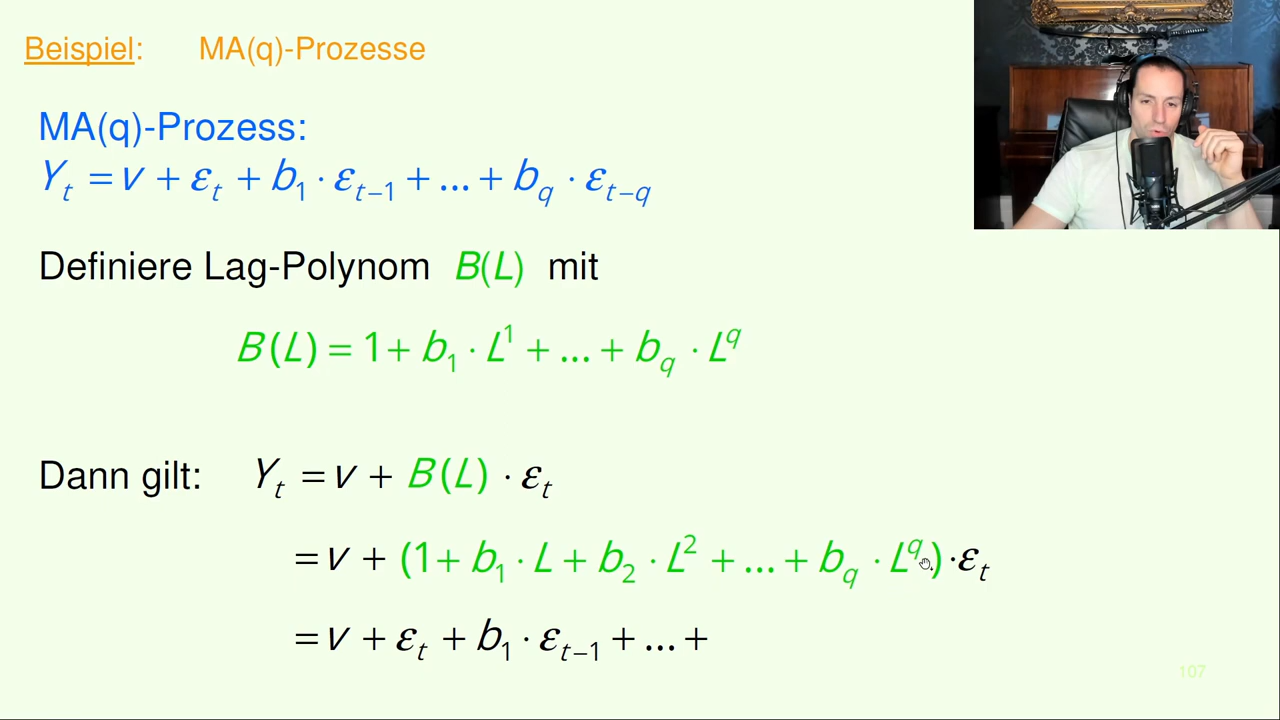 Beispiel: MA(q)-Prozesse
MA(q)-Prozess:
Y_t = v + ε_t + b_1 · ε_{t−1} + ... + b_q · ε_{t−q}
Definiere Lag-Polynom B(L) mit
B(L) = 1 + b_1 · L^1 + ... + b_q · L^q
Dann gilt: Y_t = v + B(L) · ε_t
= v + (1 + b_1 · L + b_2 · L^2 + ... + b_q · L^q) · ε_t
= v + ε_t + b_1 · ε_{t−1} + ... +
107